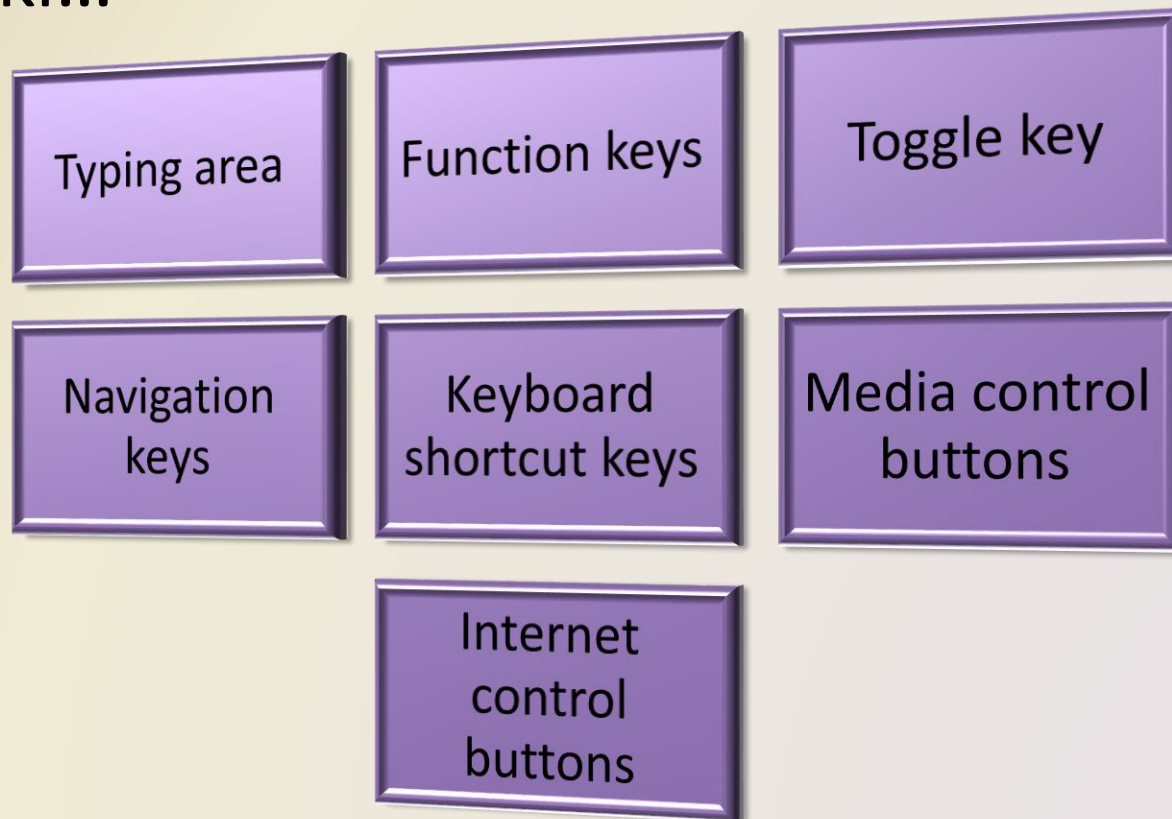 Typing area
Function keys
Toggle key
Navigation
keys
Keyboard
shortcut keys
Media control
buttons
Internet
control
buttons